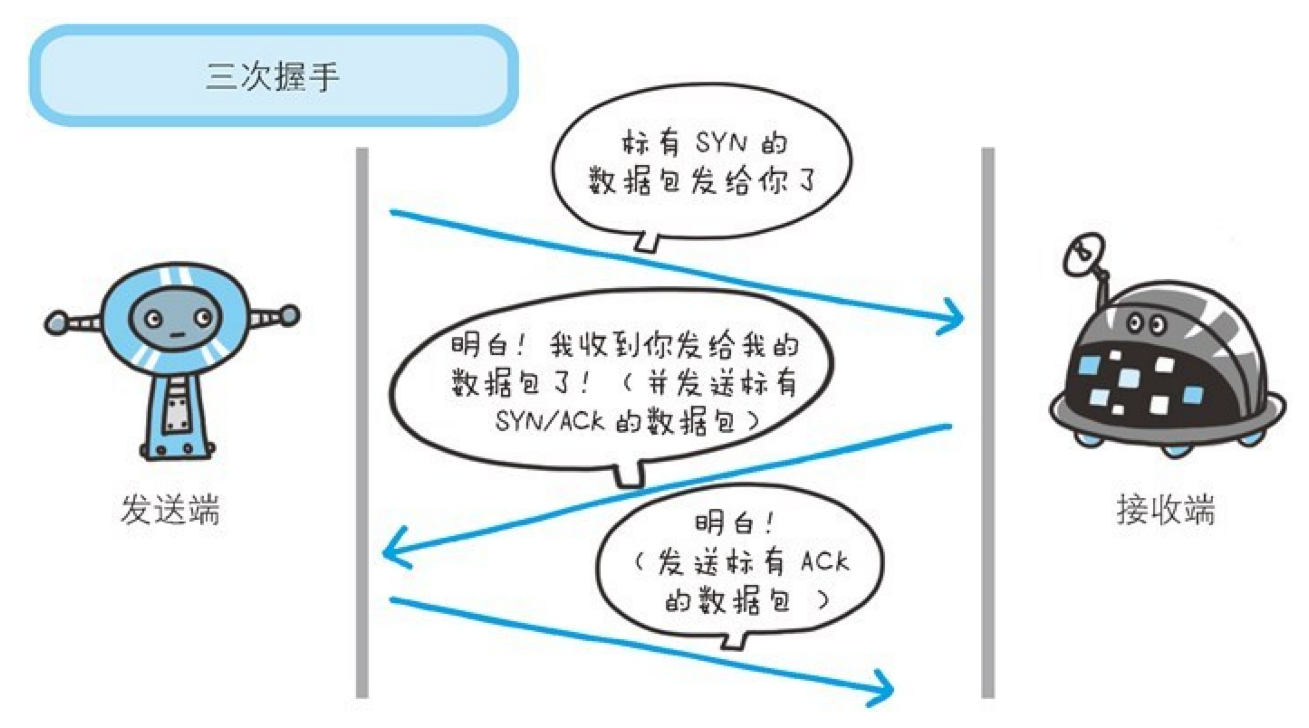 三次握手
标有 SYN 的
数据包发给你了
明白！我收到你发给我的
数据包了！（并发送标有
SYN/ACK 的数据包）
明白！
（发送标有 ACK
的数据包）
发送端
接收端